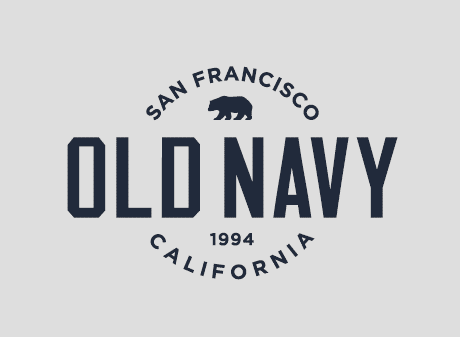 SAN FRANCISCO
OLD NAVY
1994
CALIFORNIA